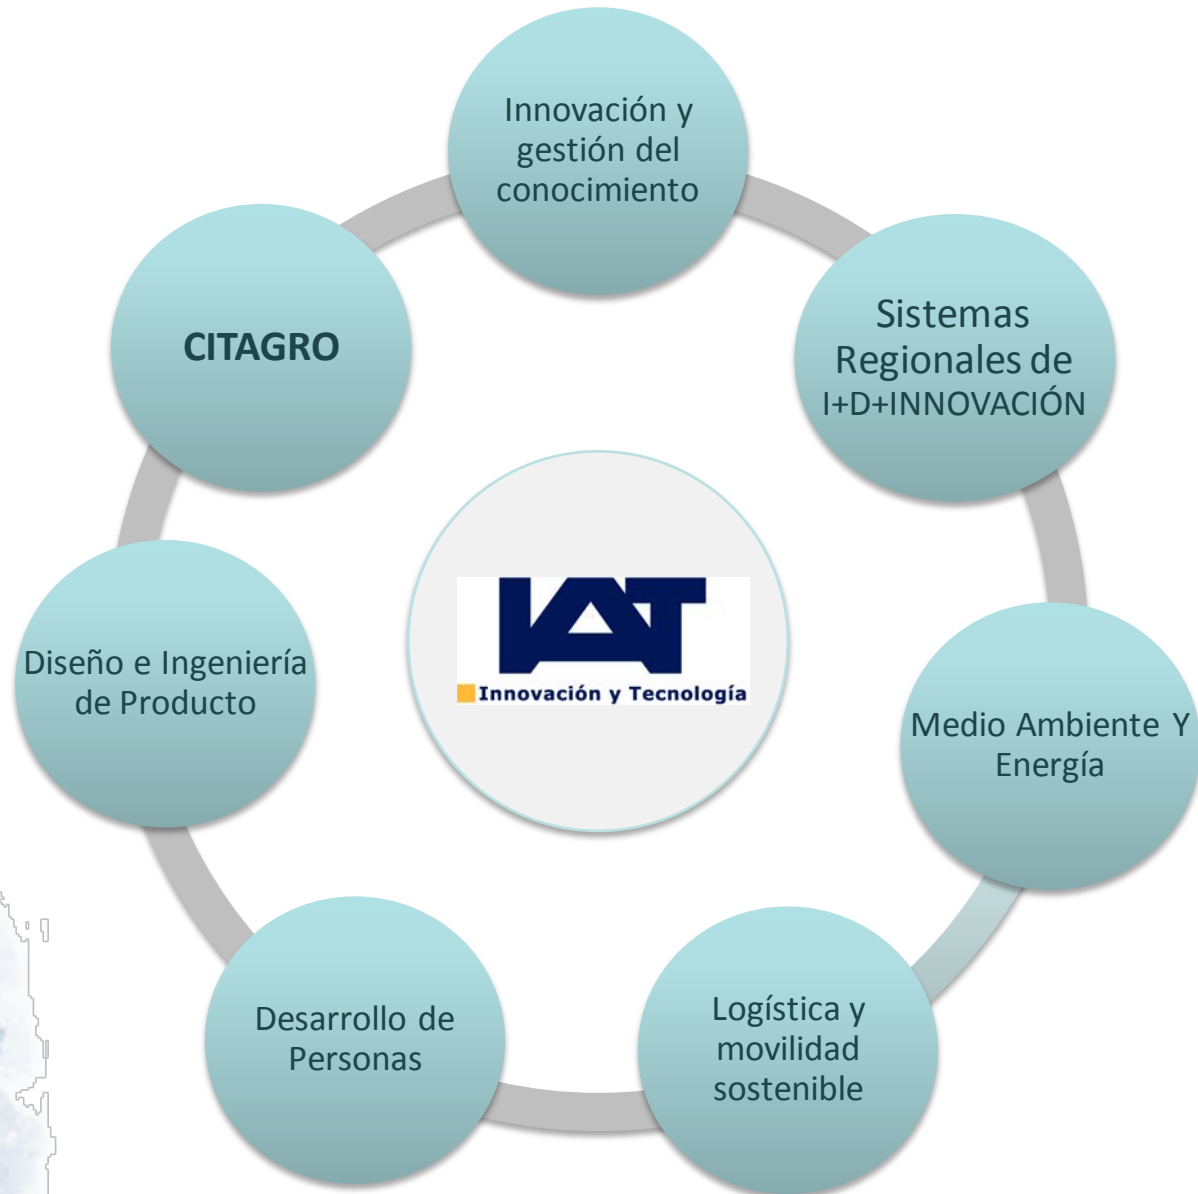 Innovación y
gestión del
conocimiento
Sistemas
Regionales de
I+D+INNOVACIÓN
Medio Ambiente Y
Energía
Logística y
movilidad
sostenible
Desarrollo de
Personas
Diseño e Ingeniería
de Producto
CITAGRO
IAT
Innovación y Tecnología